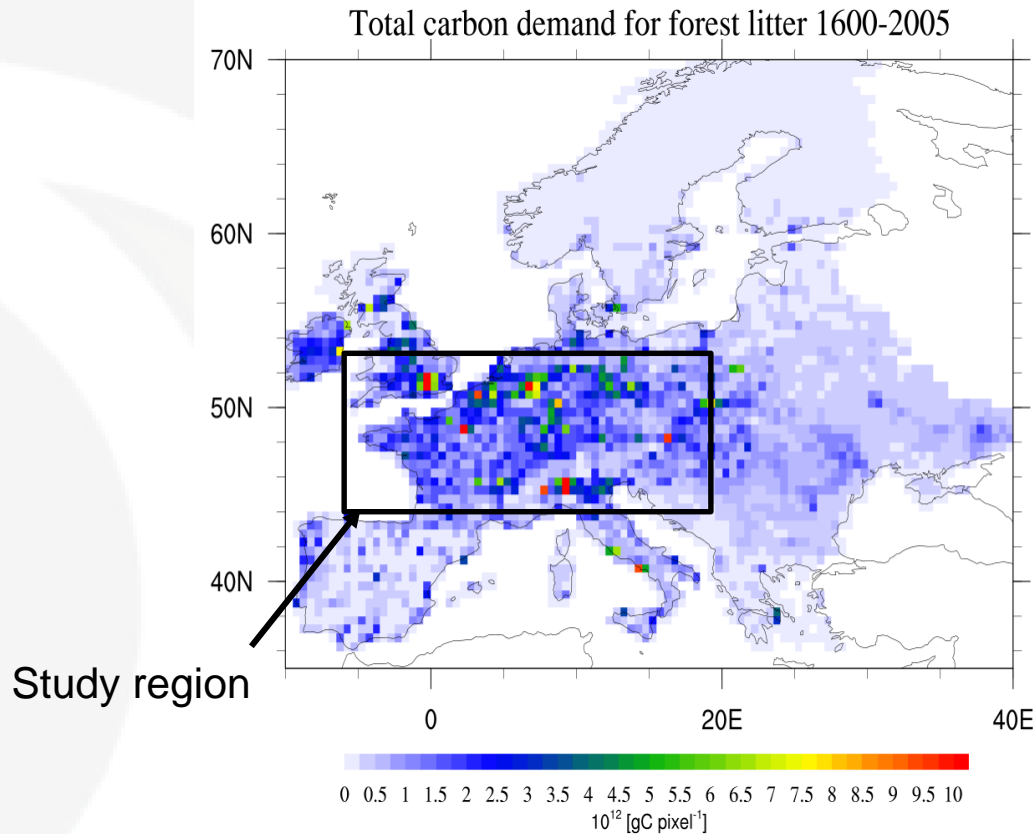 Total carbon demand for forest litter 1600-2005
70N
60N
50N
40N
Study region
0 20E 40E
0 0.5 1 1.5 2 2.5 3 3.5 4 4.5 5 5.5 6 6.5 7 7.5 8 8.5 9 9.5 10
10¹² [gC pixel⁻¹]